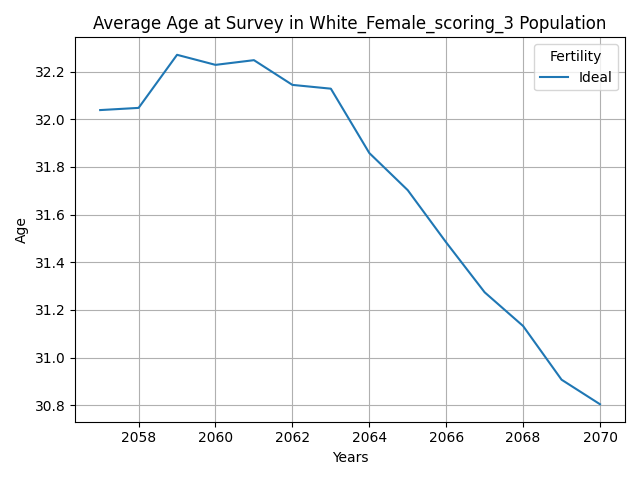 Average Age at Survey in White_Female_scoring_3 Population
Fertility
Ideal
32.2
32.0
31.8
31.6
31.4
31.2
31.0
30.8
Age
2058 2060 2062 2064 2066 2068 2070
Years